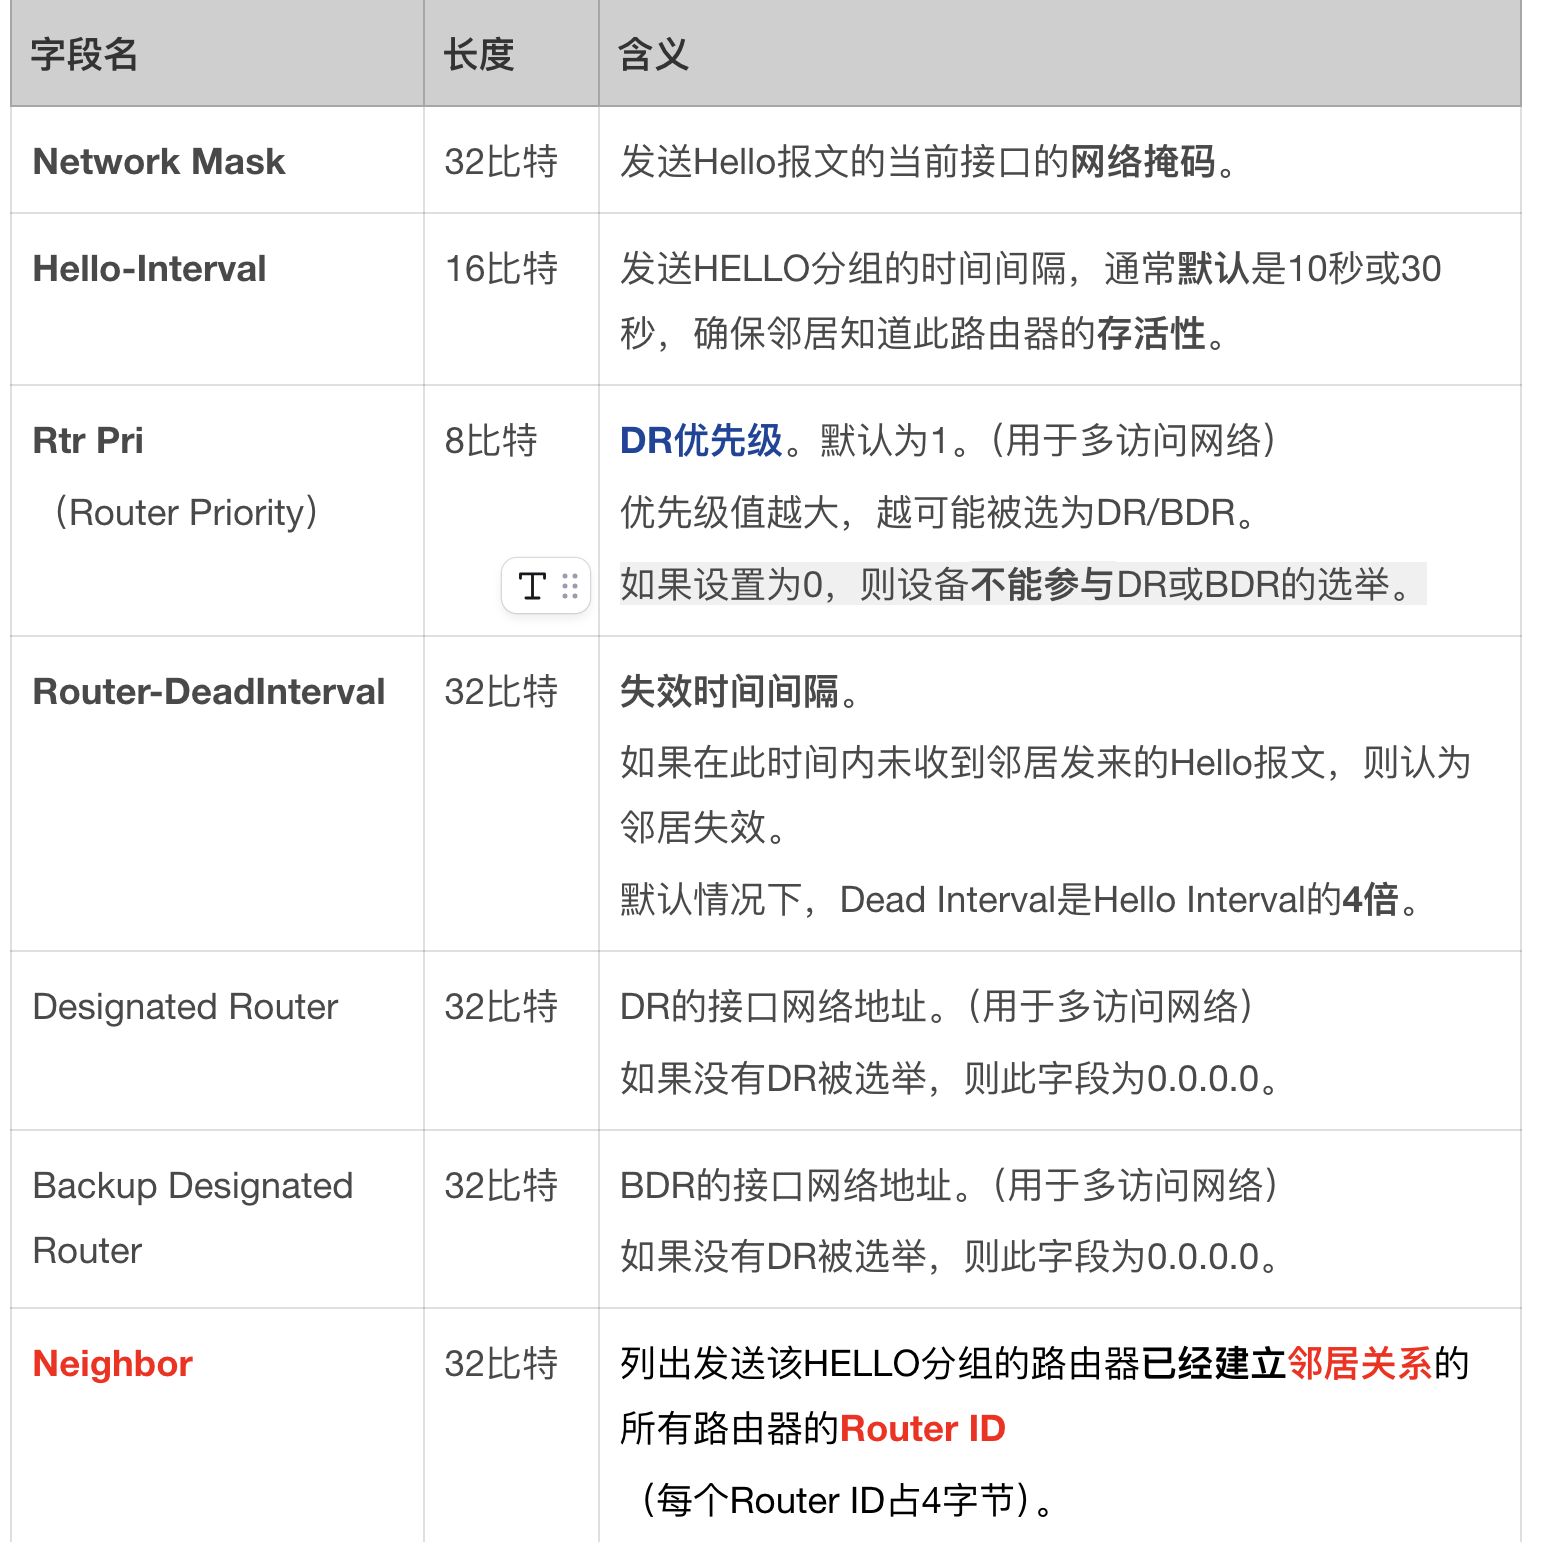 字段名 长度 含义
Network Mask 32比特 发送Hello报文的当前接口的网络掩码。
Hello-Interval 16比特 发送HELLO分组的时间间隔，通常默认是10秒或30
秒，确保邻居知道此路由器的存活性。
Rtr Pri 8比特 DR优先级。默认为1。（用于多访问网络）
（Router Priority） 优先级值越大，越可能被选为DR/BDR。
T 如果设置为0，则设备不能参与DR或BDR的选举。
Router-DeadInterval 32比特 失效时间间隔。
如果在此时间内未收到邻居发来的Hello报文，则认为
邻居失效。
默认情况下，Dead Interval是Hello Interval的4倍。
Designated Router 32比特 DR的接口网络地址。（用于多访问网络）
如果没有DR被选举，则此字段为0.0.0.0。
Backup Designated 32比特 BDR的接口网络地址。（用于多访问网络）
Router 如果没有DR被选举，则此字段为0.0.0.0。
Neighbor 32比特 列出发送该HELLO分组的路由器已经建立邻居关系的
所有路由器的Router ID
（每个Router ID占4字节）。